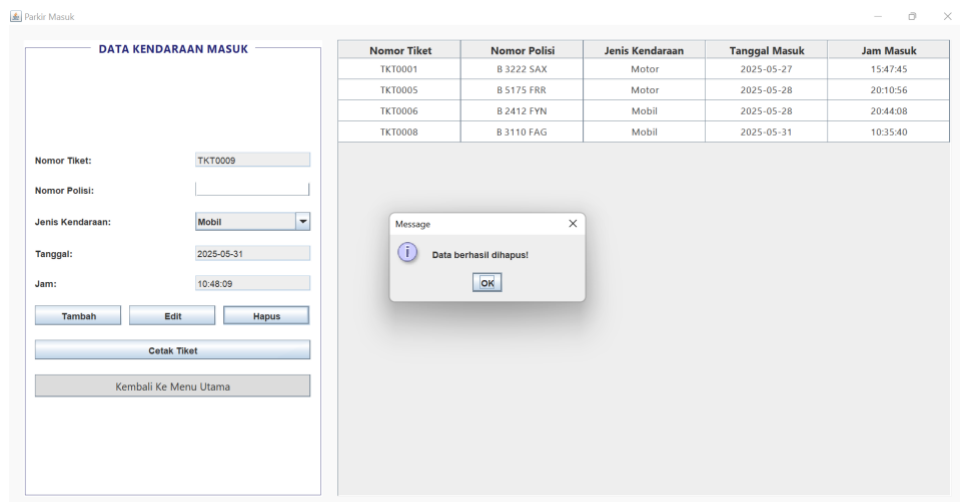 Parkir Masuk
DATA KENDARAAN MASUK
Nomor Tiket: TKT0009
Nomor Polisi:
Jenis Kendaraan: Mobil
Tanggal: 2025-05-31
Jam: 10:48:09
Tambah Edit Hapus
Cetak Tiket
Kembali Ke Menu Utama
Nomor Tiket Nomor Polisi Jenis Kendaraan Tanggal Masuk Jam Masuk
TKT0001 B 3222 SAX Motor 2025-05-27 15:47:45
TKT0005 B 5175 FRR Motor 2025-05-28 20:10:56
TKT0006 B 2412 FYN Mobil 2025-05-28 20:44:08
TKT0008 B 3110 FAG Mobil 2025-05-31 10:35:40
Message
Data berhasil dihapus!
OK